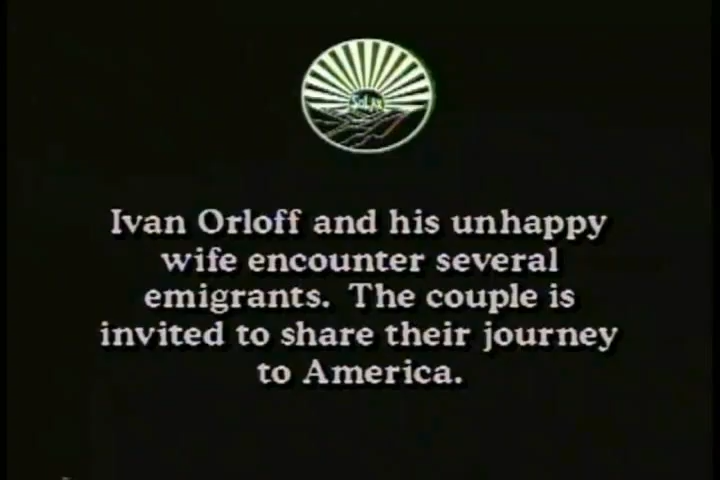 SOLAX
Ivan Orloff and his unhappy
wife encounter several
emigrants. The couple is
invited to share their journey
to America.